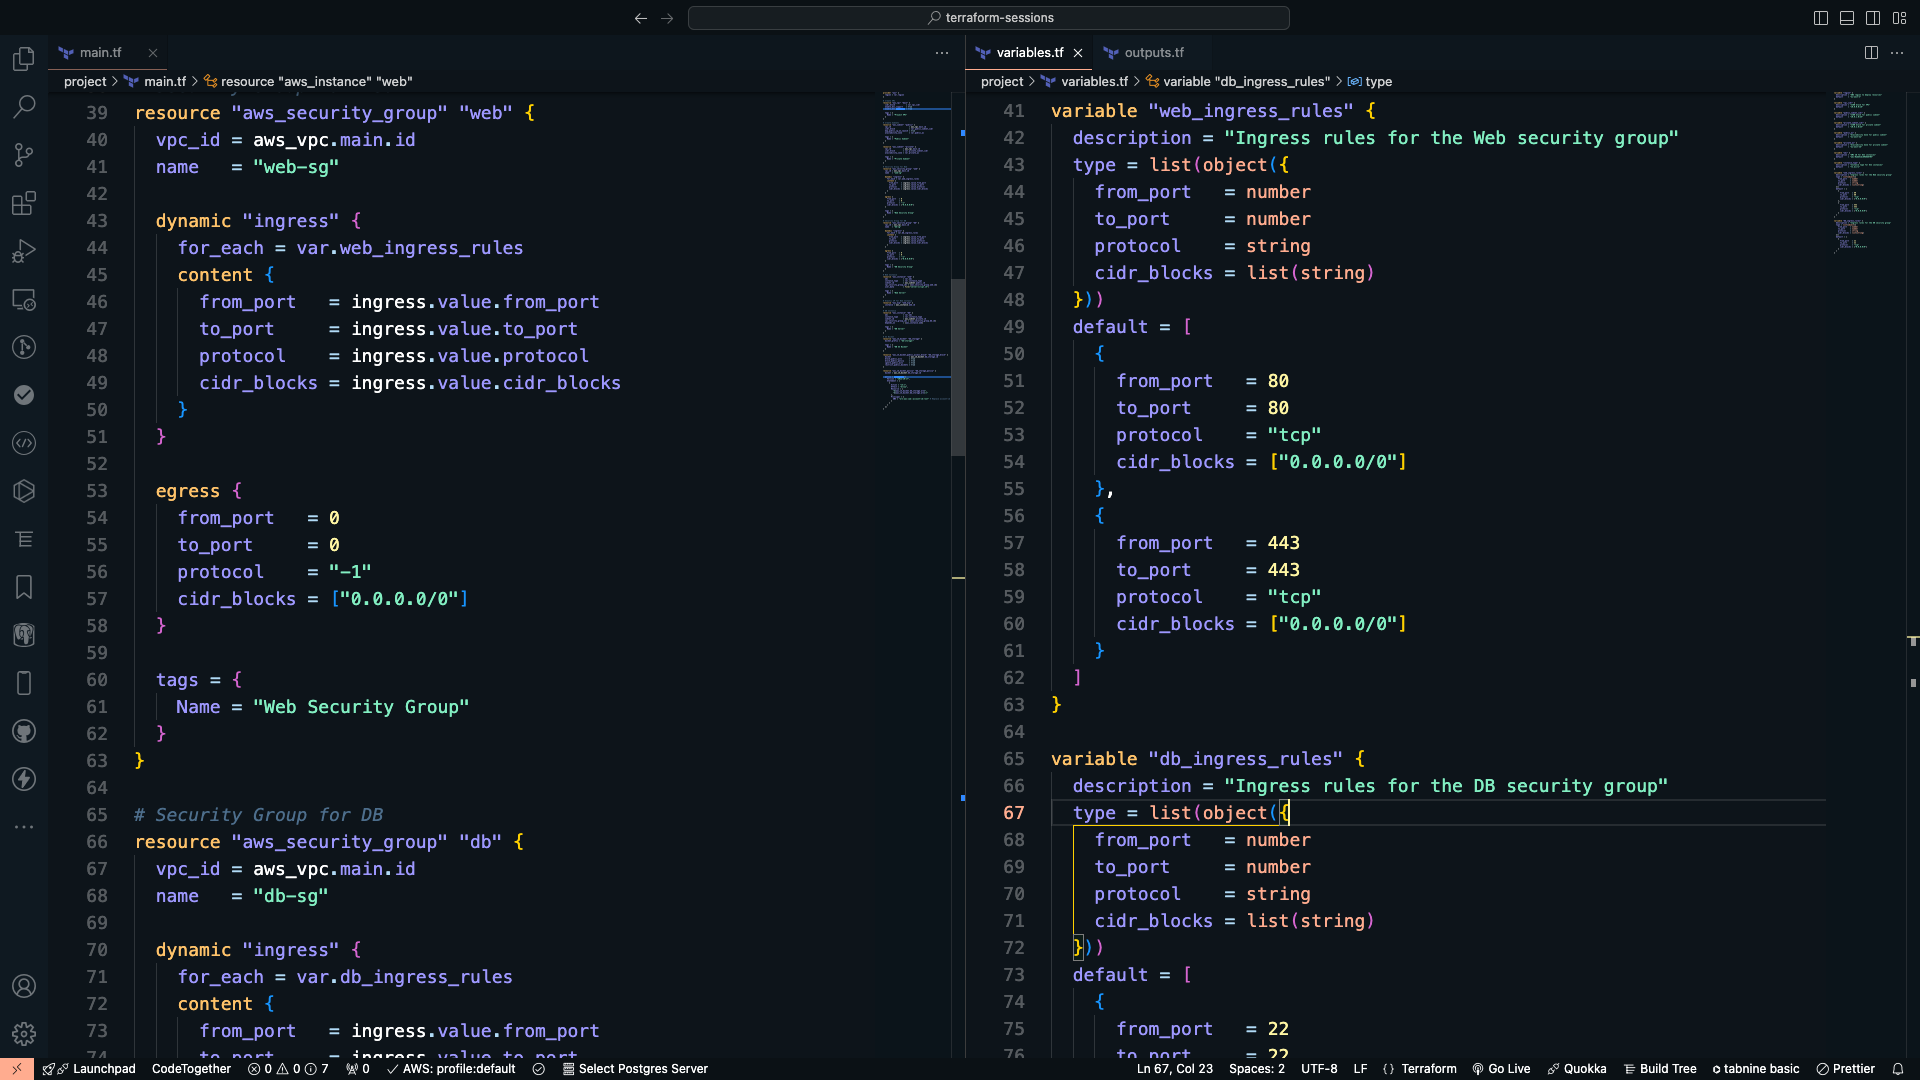 terraform-sessions
main.tf
project > main.tf > resource "aws_instance" "web"
39 resource "aws_security_group" "web" {
40   vpc_id = aws_vpc.main.id
41   name   = "web-sg"
42
43   dynamic "ingress" {
44     for_each = var.web_ingress_rules
45     content {
46       from_port   = ingress.value.from_port
47       to_port     = ingress.value.to_port
48       protocol    = ingress.value.protocol
49       cidr_blocks = ingress.value.cidr_blocks
50     }
51   }
52
53   egress {
54     from_port   = 0
55     to_port     = 0
56     protocol    = "-1"
57     cidr_blocks = ["0.0.0.0/0"]
58   }
59
60   tags = {
61     Name = "Web Security Group"
62   }
63 }
64
65 # Security Group for DB
66 resource "aws_security_group" "db" {
67   vpc_id = aws_vpc.main.id
68   name   = "db-sg"
69
70   dynamic "ingress" {
71     for_each = var.db_ingress_rules
72     content {
73       from_port   = ingress.value.from_port
74       to_port     = ingress.value.to_port
variables.tf outputs.tf
project > variables.tf > variable "db_ingress_rules" > type
41 variable "web_ingress_rules" {
42   description = "Ingress rules for the Web security group"
43   type = list(object({
44     from_port   = number
45     to_port     = number
46     protocol    = string
47     cidr_blocks = list(string)
48   }))
49   default = [
50     {
51       from_port   = 80
52       to_port     = 80
53       protocol    = "tcp"
54       cidr_blocks = ["0.0.0.0/0"]
55     },
56     {
57       from_port   = 443
58       to_port     = 443
59       protocol    = "tcp"
60       cidr_blocks = ["0.0.0.0/0"]
61     }
62   ]
63 }
64
65 variable "db_ingress_rules" {
66   description = "Ingress rules for the DB security group"
67   type = list(object({
68     from_port   = number
69     to_port     = number
70     protocol    = string
71     cidr_blocks = list(string)
72   }))
73   default = [
74     {
75       from_port   = 22
76       to_port     = 22
Launchpad CodeTogether 0 0 7 0 AWS: profile:default Select Postgres Server Ln 67, Col 23 Spaces: 2 UTF-8 LF {} Terraform Go Live Quokka Build Tree tabnine basic Prettier